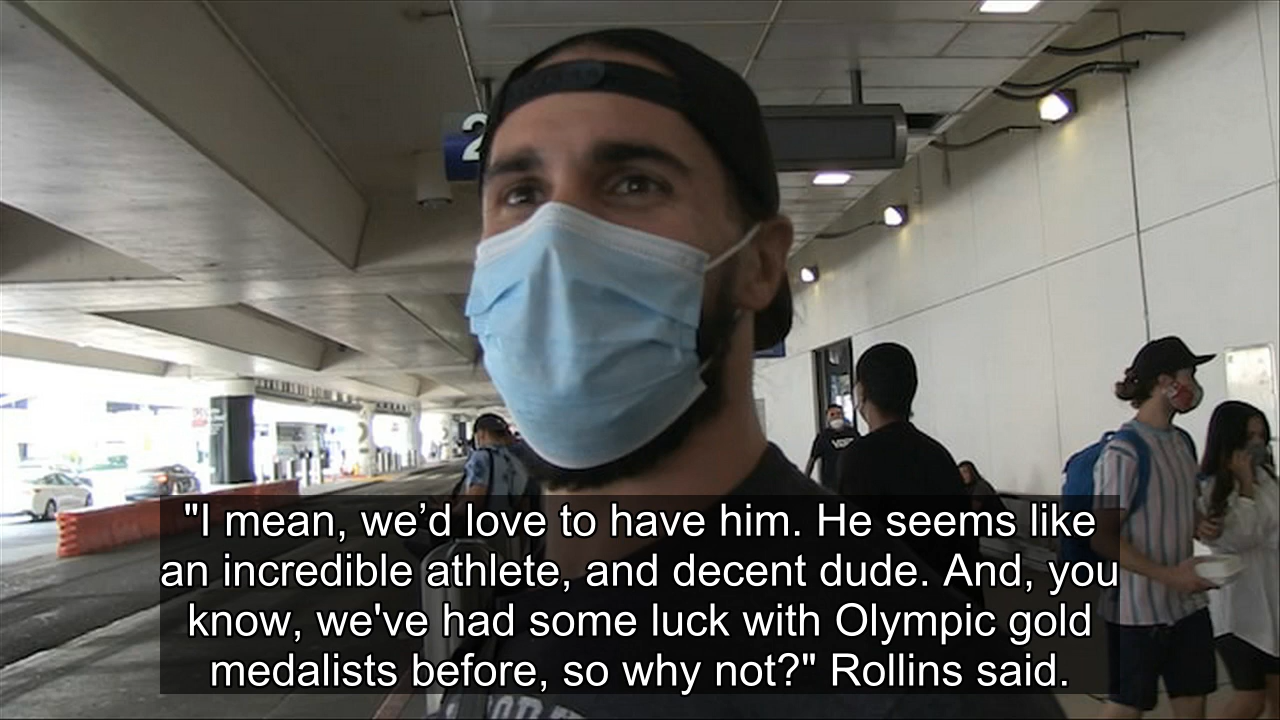 2
"I mean, we’d love to have him. He seems like
an incredible athlete, and decent dude. And, you
know, we've had some luck with Olympic gold
medalists before, so why not?" Rollins said.